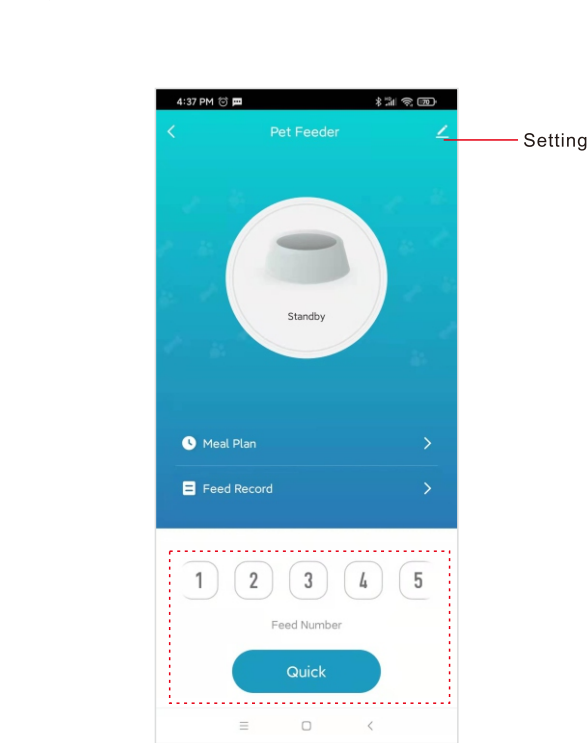 4:37 PM
70
Pet Feeder
Setting
Standby
Meal Plan
Feed Record
1 2 3 4 5
Feed Number
Quick